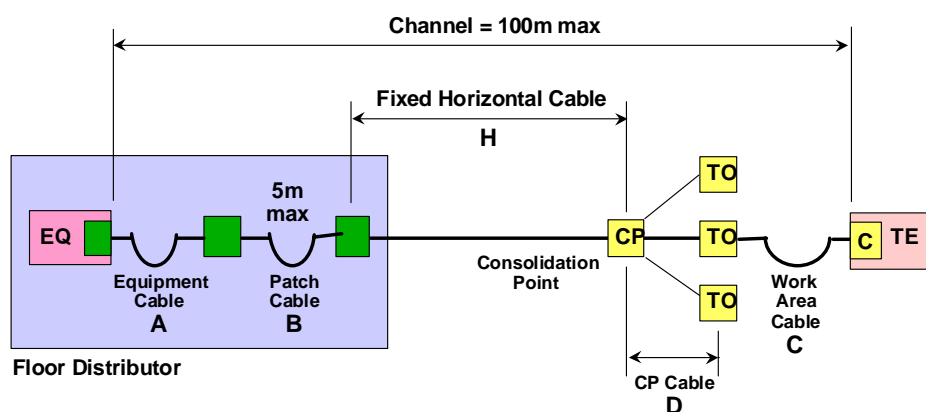 Channel = 100m max
Fixed Horizontal Cable
H
5m
max
TO
EQ
CP
TO
C
TE
Equipment
Cable
A
Patch
Cable
B
Consolidation
Point
TO
Work
Area
Cable
C
Floor Distributor
CP Cable
D